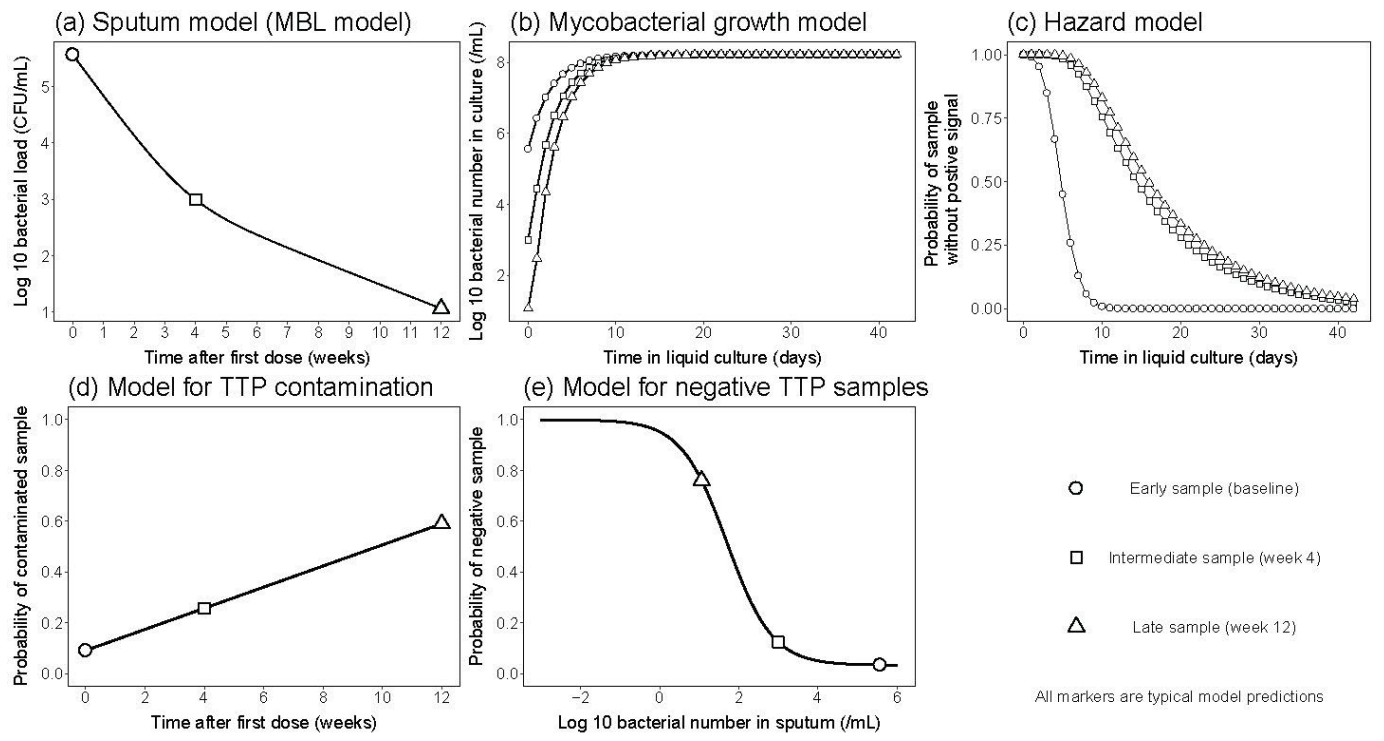 (a) Sputum model (MBL model)
Log 10 bacterial load (CFU/mL)
5
4
3
2
1
0 1 2 3 4 5 6 7 8 9 10 11 12
Time after first dose (weeks)
(b) Mycobacterial growth model
Log 10 bacterial number in culture (/mL)
8
6
4
2
0 10 20 30 40
Time in liquid culture (days)
(c) Hazard model
Probability of sample
without postive signal
1.00
0.75
0.50
0.25
0.00
0 10 20 30 40
Time in liquid culture (days)
(d) Model for TTP contamination
Probability of contaminated sample
1.0
0.8
0.6
0.4
0.2
0.0
0 2 4 6 8 10 12
Time after first dose (weeks)
(e) Model for negative TTP samples
Probability of negative sample
1.0
0.8
0.6
0.4
0.2
0.0
−2 0 2 4 6
Log 10 bacterial number in sputum (/mL)
Early sample (baseline)
Intermediate sample (week 4)
Late sample (week 12)
All markers are typical model predictions